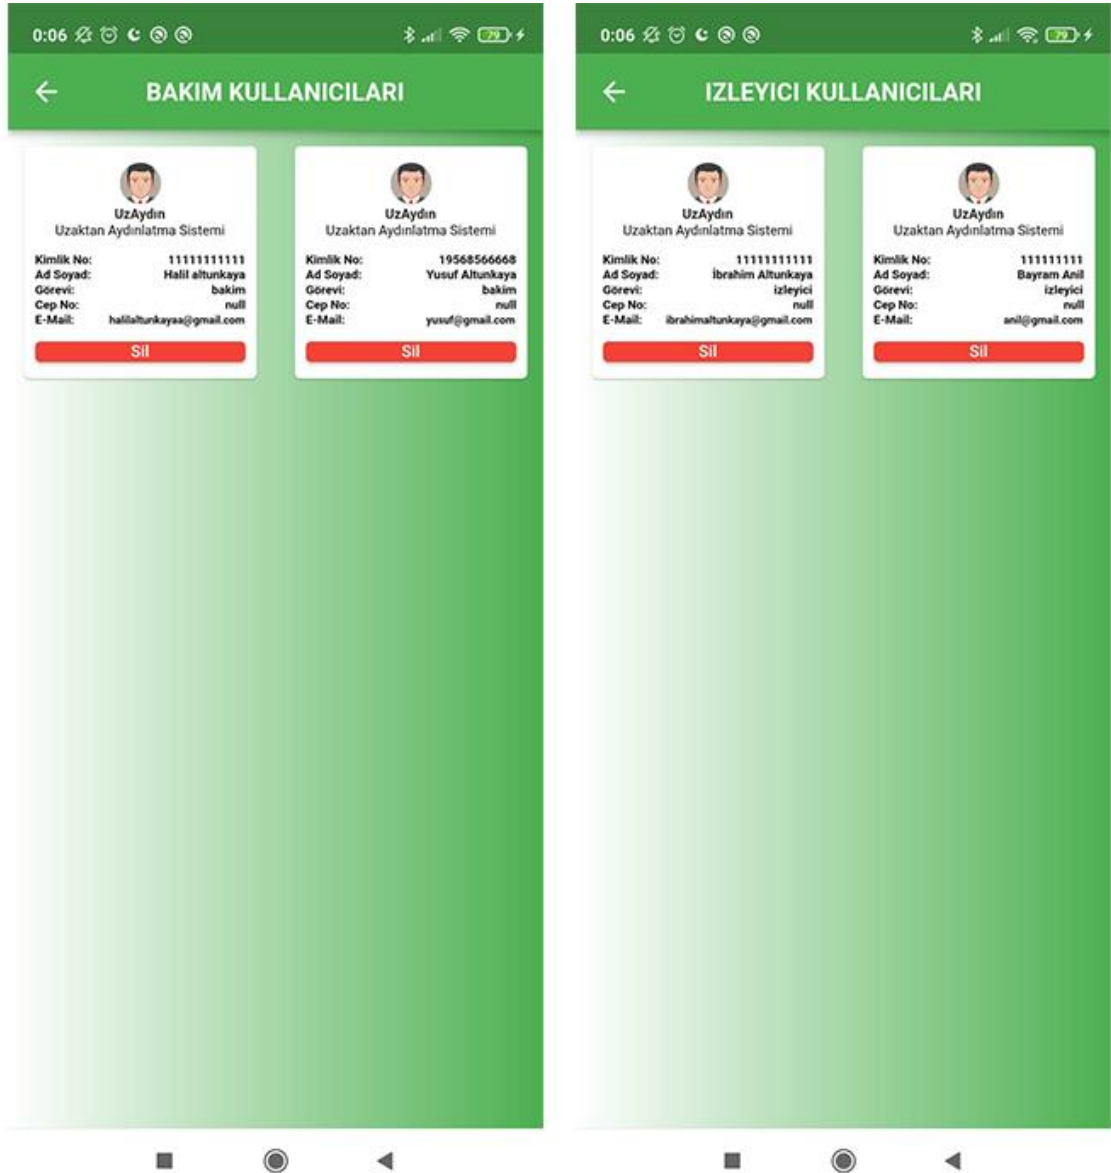 0:06
79
BAKIM KULLANICILARI
UzAydın
Uzaktan Aydınlatma Sistemi
Kimlik No: 11111111111
Ad Soyad: Halil altunkaya
Görevi: bakim
Cep No: null
E-Mail: halilaltunkayaa@gmail.com
Sil
UzAydın
Uzaktan Aydınlatma Sistemi
Kimlik No: 19568566668
Ad Soyad: Yusuf Altunkaya
Görevi: bakim
Cep No: null
E-Mail: yusuf@gmail.com
Sil
0:06
79
IZLEYICI KULLANICILARI
UzAydın
Uzaktan Aydınlatma Sistemi
Kimlik No: 11111111111
Ad Soyad: İbrahim Altunkaya
Görevi: izleyici
Cep No: null
E-Mail: ibrahimaltunkaya@gmail.com
Sil
UzAydın
Uzaktan Aydınlatma Sistemi
Kimlik No: 111111111
Ad Soyad: Bayram Anil
Görevi: izleyici
Cep No: null
E-Mail: anil@gmail.com
Sil